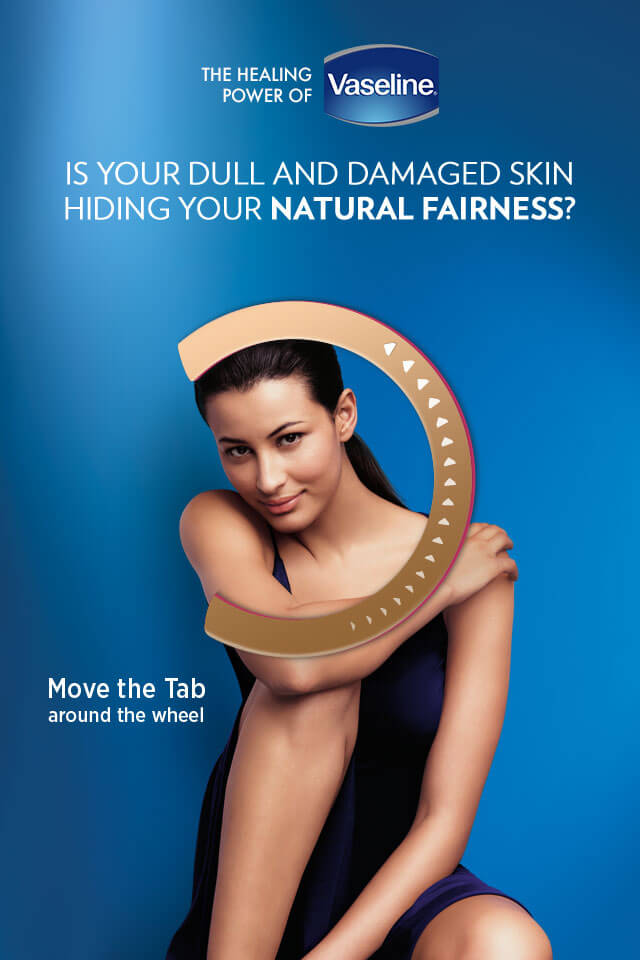 THE HEALING
POWER OF
Vaseline®
IS YOUR DULL AND DAMAGED SKIN
HIDING YOUR NATURAL FAIRNESS?
Move the Tab
around the wheel